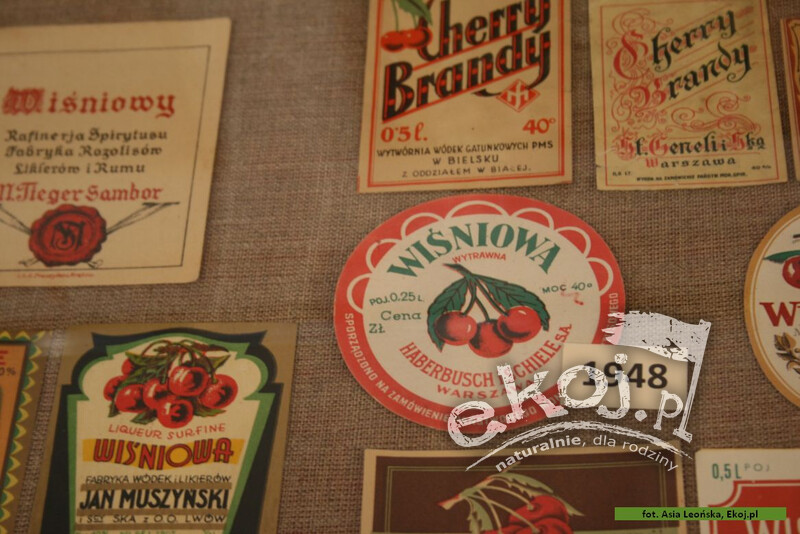 Wiśniowy
Rafinerja Spirytusu
Fabryka Rozolisów
Likierów i Rumu
M. Tieger Sambor
Cherry
Brandy
0·5 l. 40°
WYTWÓRNIA WÓDEK GATUNKOWYCH PMS
W BIELSKU
Z ODDZIAŁEM W BIAŁEJ.
Cherry
Brandy
St. Geneli i Ska
Warszawa
WIŚNIOWA
WYTRAWNA
POJ. 0.25 L MOC 40°
Cena
Zł
HABERBUSCH i SCHIELE S.A.
WARSZAWA
SPORZĄDZONO NA ZAMÓWIENIE
1948
ekoj.pl
naturalnie, dla rodziny
LIQUEUR SURFINE
WIŚNIOWA
FABRYKA WÓDEK i LIKIERÓW
JAN MUSZYŃSKI
i SKA Z O.O. LWÓW
0,5 L POJ
fot. Asia Leońska, Ekoj.pl